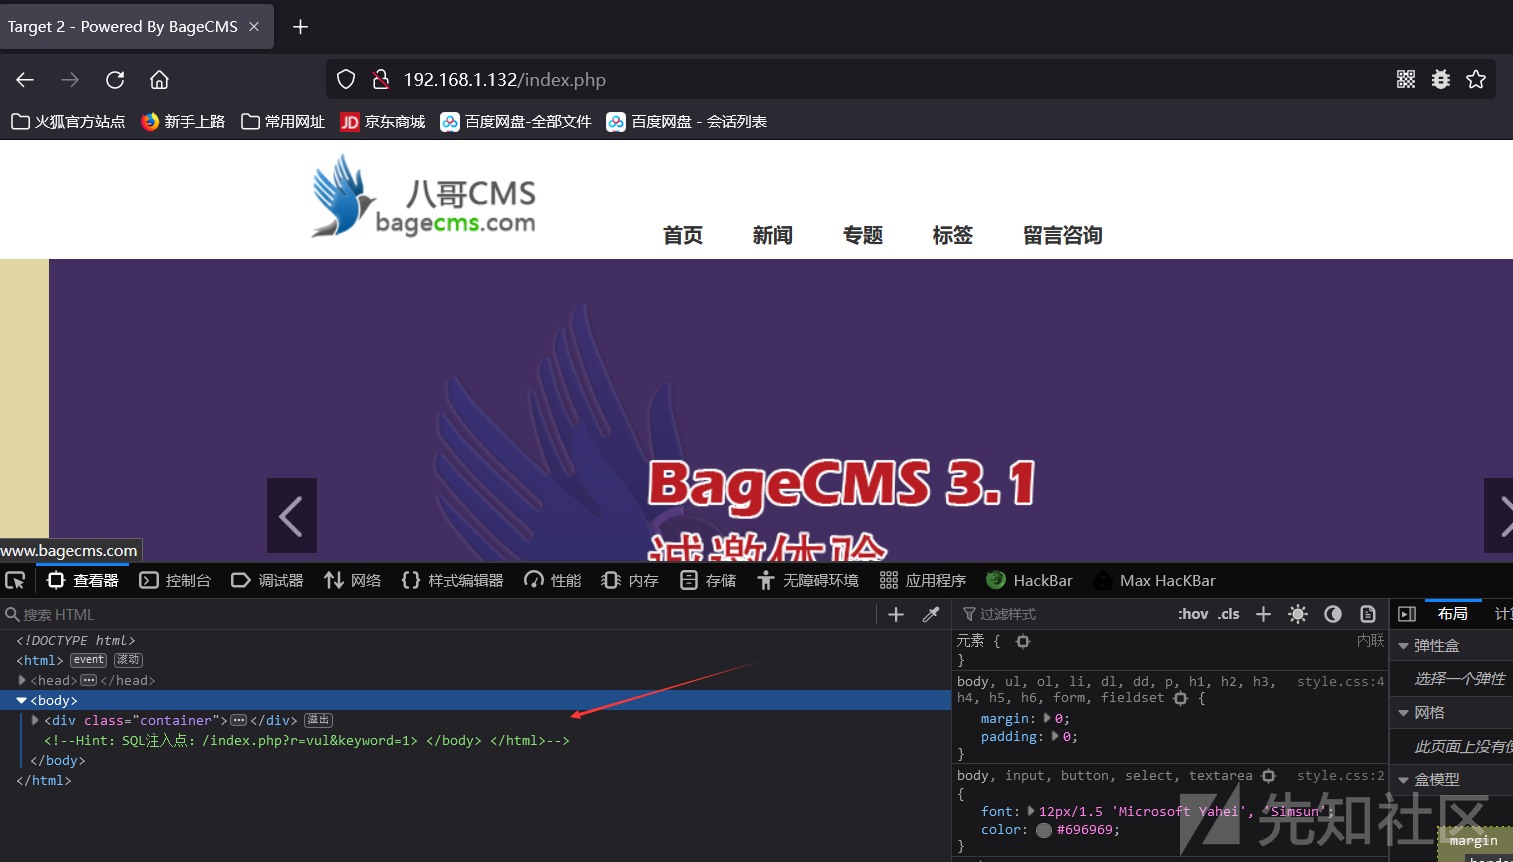 Target 2 - Powered By BageCMS
192.168.1.132/index.php
火狐官方站点 新手上路 常用网址 JD 京东商城 百度网盘-全部文件 百度网盘 - 会话列表
八哥CMS
bagecms.com
首页 新闻 专题 标签 留言咨询
BageCMS 3.1
诚邀体验
www.bagecms.com
查看器 控制台 调试器 网络 样式编辑器 性能 内存 存储 无障碍环境 应用程序 HackBar Max HacKBar
搜索 HTML
过滤样式 :hov .cls
布局
<!DOCTYPE html>
<html> event 滚动
<head></head>
<body>
<div class="container"></div> 溢出
<!--Hint：SQL注入点：/index.php?r=vul&keyword=1> </body> </html>-->
</body>
</html>
元素 { 内联
}
body, ul, ol, li, dl, dd, p, h1, h2, h3, style.css:4
h4, h5, h6, form, fieldset {
margin: 0;
padding: 0;
}
body, input, button, select, textarea style.css:2
{
font: 12px/1.5 'Microsoft Yahei', 'Simsun';
color: #696969;
}
弹性盒
选择一个弹性
网格
此页面上没有使
盒模型
margin
先知社区